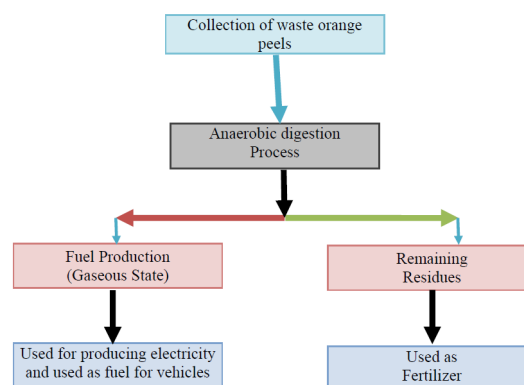 Collection of waste orange
peels
Anaerobic digestion
Process
Fuel Production
(Gaseous State)
Remaining
Residues
Used for producing electricity
and used as fuel for vehicles
Used as
Fertilizer